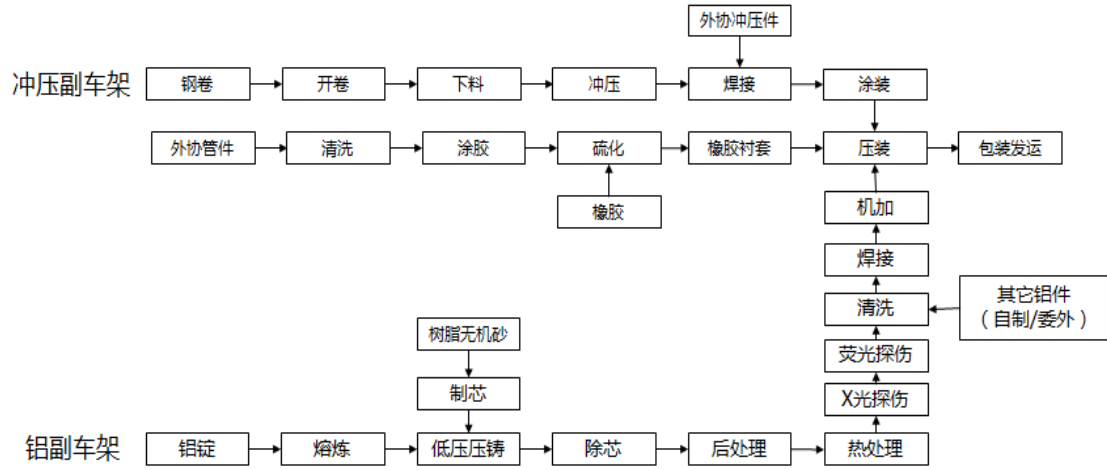 外协冲压件
冲压副车架
钢卷
开卷
下料
冲压
焊接
涂装
外协管件
清洗
涂胶
硫化
橡胶衬套
压装
包装发运
橡胶
机加
焊接
清洗
其它铝件
（自制/委外）
树脂无机砂
荧光探伤
制芯
X光探伤
铝副车架
铝锭
熔炼
低压压铸
除芯
后处理
热处理